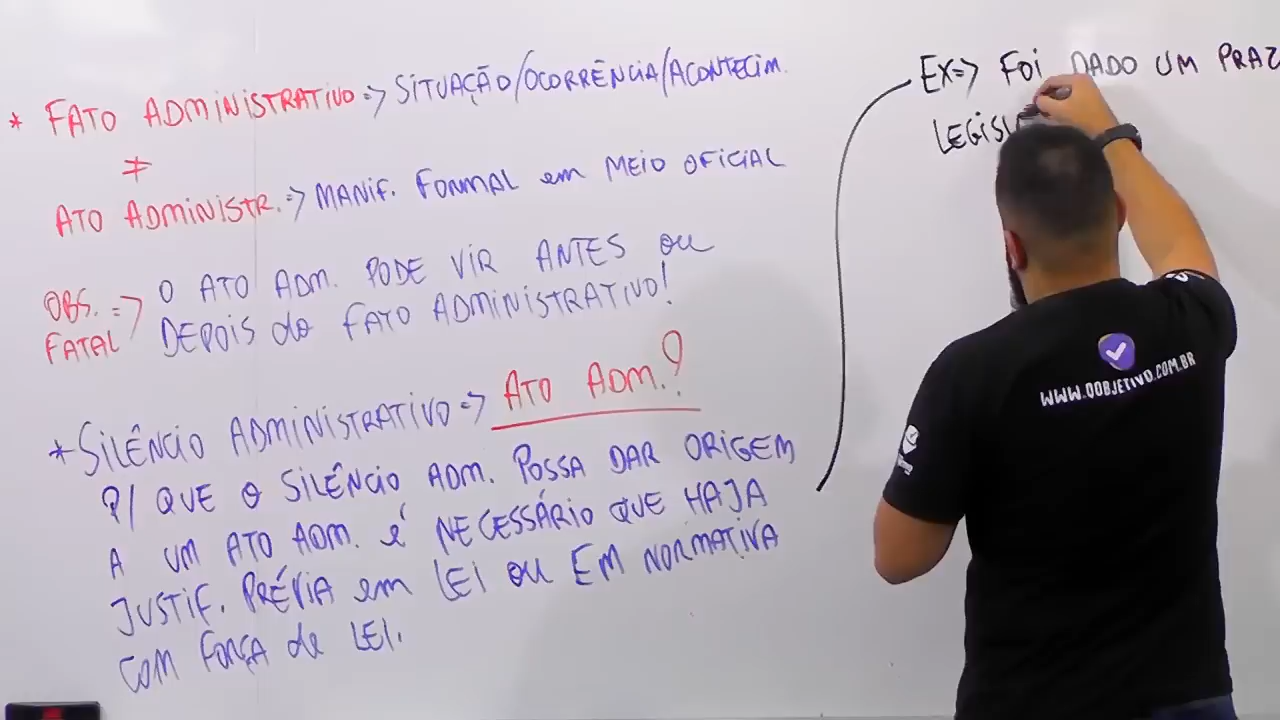 * FATO ADMINISTRATIVO => SITUAÇÃO/OCORRÊNCIA/ACONTECIM.
≠
ATO ADMINISTR. => MANIF. FORMAL em MEIO OFICIAL
OBS. => O ATO ADM. PODE VIR ANTES ou
FATAL DEPOIS do FATO ADMINISTRATIVO!
* SILÊNCIO ADMINISTRATIVO => ATO ADM.?
P/ QUE O SILÊNCIO ADM. POSSA DAR ORIGEM
A UM ATO ADM. é NECESSÁRIO QUE HAJA
JUSTIF. PRÉVIA em LEI ou EM NORMATIVA
COM FORÇA de LEI.
EX => FOI DADO UM PRAZ
LEGISL
WWW.OOBJETIVO.COM.BR